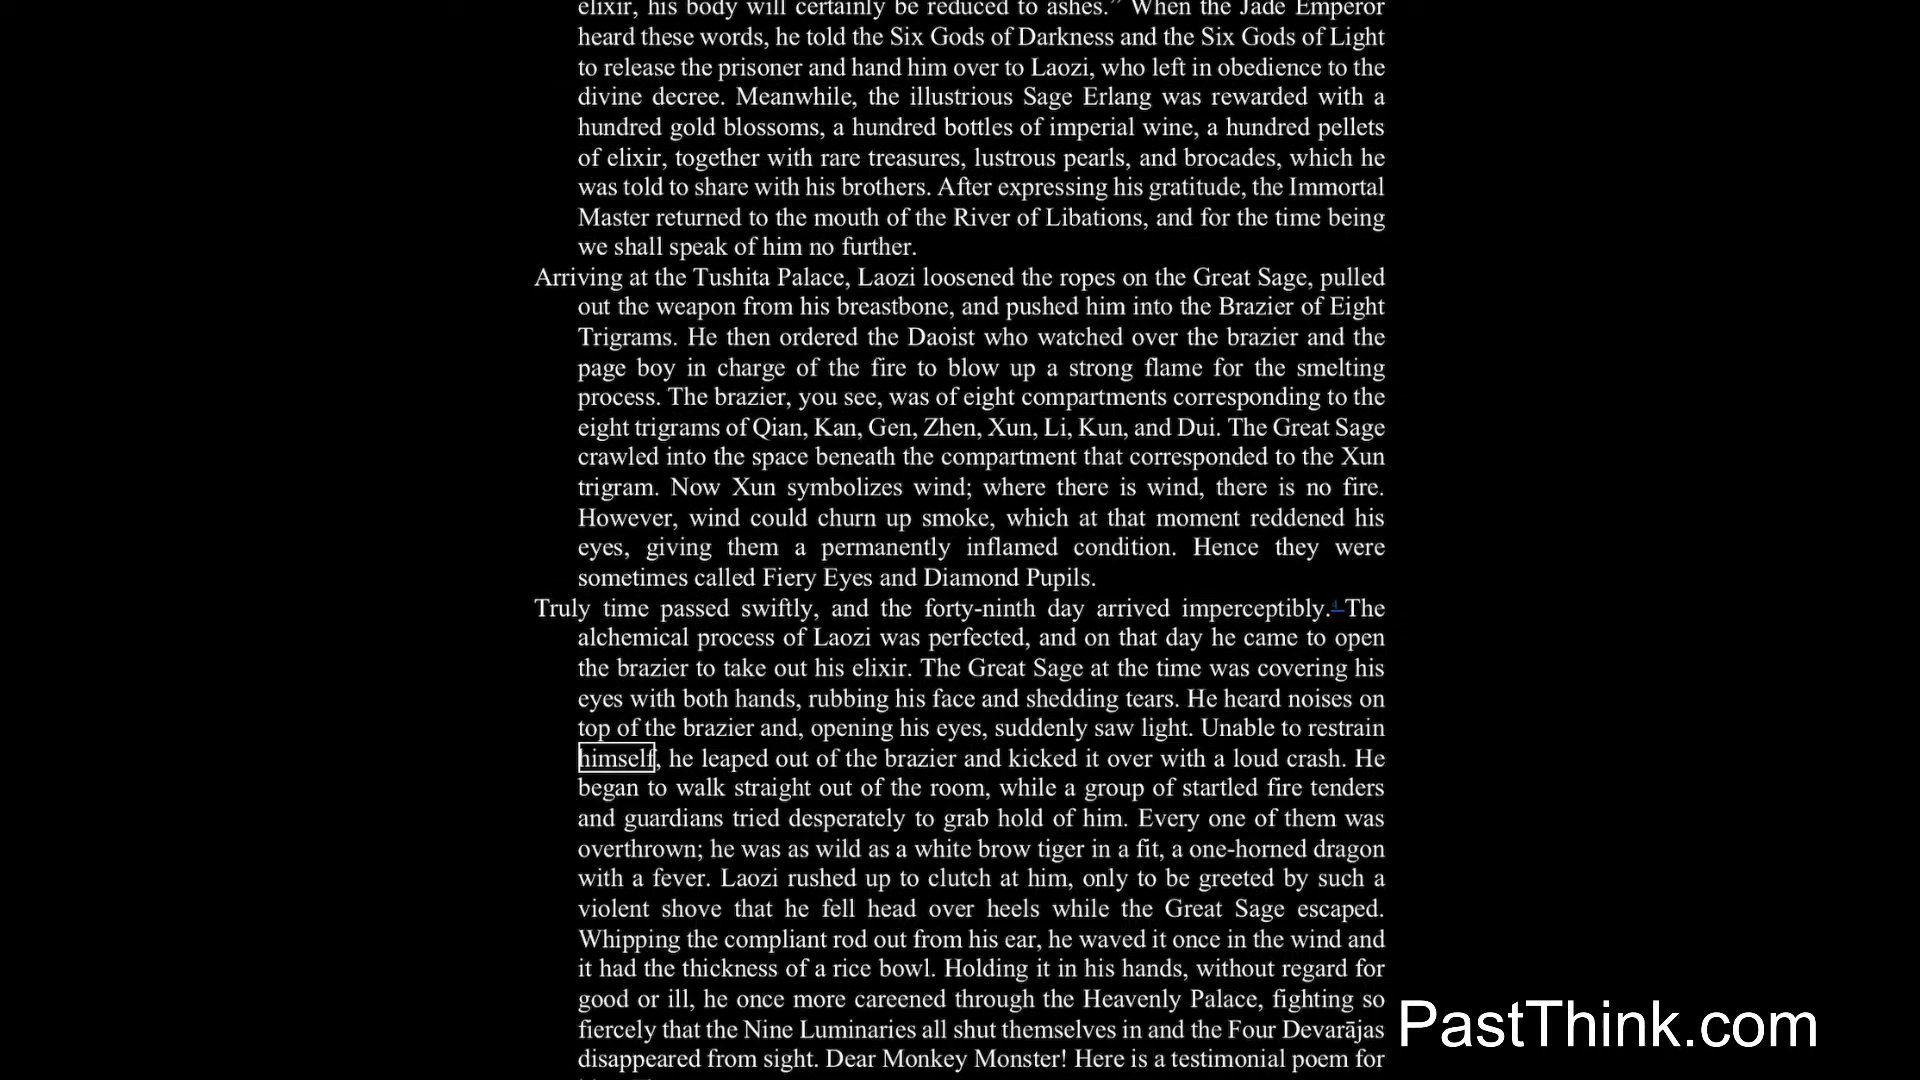 elixir, his body will certainly be reduced to ashes.” When the Jade Emperor
heard these words, he told the Six Gods of Darkness and the Six Gods of Light
to release the prisoner and hand him over to Laozi, who left in obedience to the
divine decree. Meanwhile, the illustrious Sage Erlang was rewarded with a
hundred gold blossoms, a hundred bottles of imperial wine, a hundred pellets
of elixir, together with rare treasures, lustrous pearls, and brocades, which he
was told to share with his brothers. After expressing his gratitude, the Immortal
Master returned to the mouth of the River of Libations, and for the time being
we shall speak of him no further.
Arriving at the Tushita Palace, Laozi loosened the ropes on the Great Sage, pulled
out the weapon from his breastbone, and pushed him into the Brazier of Eight
Trigrams. He then ordered the Daoist who watched over the brazier and the
page boy in charge of the fire to blow up a strong flame for the smelting
process. The brazier, you see, was of eight compartments corresponding to the
eight trigrams of Qian, Kan, Gen, Zhen, Xun, Li, Kun, and Dui. The Great Sage
crawled into the space beneath the compartment that corresponded to the Xun
trigram. Now Xun symbolizes wind; where there is wind, there is no fire.
However, wind could churn up smoke, which at that moment reddened his
eyes, giving them a permanently inflamed condition. Hence they were
sometimes called Fiery Eyes and Diamond Pupils.
Truly time passed swiftly, and the forty-ninth day arrived imperceptibly.4 The
alchemical process of Laozi was perfected, and on that day he came to open
the brazier to take out his elixir. The Great Sage at the time was covering his
eyes with both hands, rubbing his face and shedding tears. He heard noises on
top of the brazier and, opening his eyes, suddenly saw light. Unable to restrain
himself, he leaped out of the brazier and kicked it over with a loud crash. He
began to walk straight out of the room, while a group of startled fire tenders
and guardians tried desperately to grab hold of him. Every one of them was
overthrown; he was as wild as a white brow tiger in a fit, a one-horned dragon
with a fever. Laozi rushed up to clutch at him, only to be greeted by such a
violent shove that he fell head over heels while the Great Sage escaped.
Whipping the compliant rod out from his ear, he waved it once in the wind and
it had the thickness of a rice bowl. Holding it in his hands, without regard for
good or ill, he once more careened through the Heavenly Palace, fighting so
fiercely that the Nine Luminaries all shut themselves in and the Four Devarājas
disappeared from sight. Dear Monkey Monster! Here is a testimonial poem for
PastThink.com